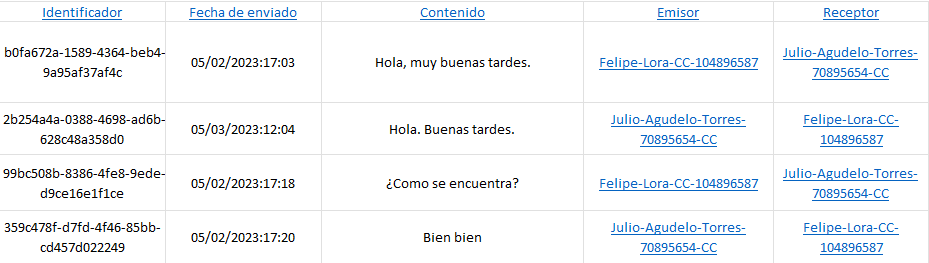 Identificador Fecha de enviado Contenido Emisor Receptor
b0fa672a-1589-4364-beb4-
9a95af37af4c
05/02/2023:17:03
Hola, muy buenas tardes.
Felipe-Lora-CC-104896587
Julio-Agudelo-Torres-
70895654-CC
2b254a4a-0388-4698-ad6b-
628c48a358d0
05/03/2023:12:04
Hola. Buenas tardes.
Julio-Agudelo-Torres-
70895654-CC
Felipe-Lora-CC-
104896587
99bc508b-8386-4fe8-9ede-
d9ce16e1f1ce
05/02/2023:17:18
¿Como se encuentra?
Felipe-Lora-CC-104896587
Julio-Agudelo-Torres-
70895654-CC
359c478f-d7fd-4f46-85bb-
cd457d022249
05/02/2023:17:20
Bien bien
Julio-Agudelo-Torres-
70895654-CC
Felipe-Lora-CC-
104896587